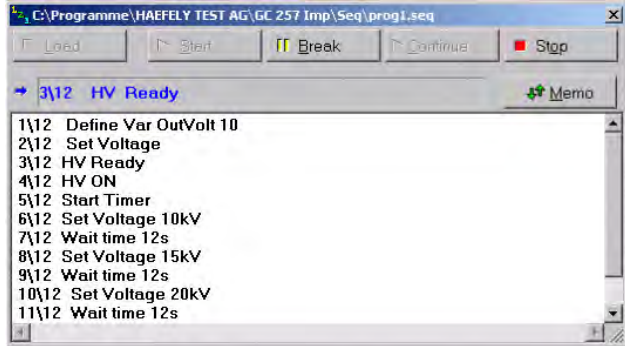 C:\Programme\HAEFELY TEST AG\GC 257 Imp\Seq\prog1.seq
Load Start Break Continue Stop
3\12 HV Ready Memo
1\12 Define Var OutVolt 10
2\12 Set Voltage
3\12 HV Ready
4\12 HV ON
5\12 Start Timer
6\12 Set Voltage 10kV
7\12 Wait time 12s
8\12 Set Voltage 15kV
9\12 Wait time 12s
10\12 Set Voltage 20kV
11\12 Wait time 12s